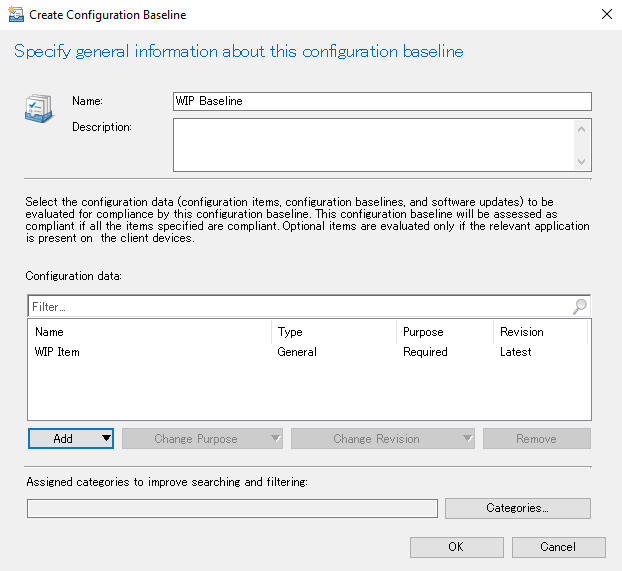 Create Configuration Baseline
Specify general information about this configuration baseline
Name:
WIP Baseline
Description:
Select the configuration data (configuration items, configuration baselines, and software updates) to be
evaluated for compliance by this configuration baseline. This configuration baseline will be assessed as
compliant if all the items specified are compliant. Optional items are evaluated only if the relevant application
is present on the client devices.
Configuration data:
Filter...
Name Type Purpose Revision
WIP Item General Required Latest
Add Change Purpose Change Revision Remove
Assigned categories to improve searching and filtering:
Categories...
OK Cancel